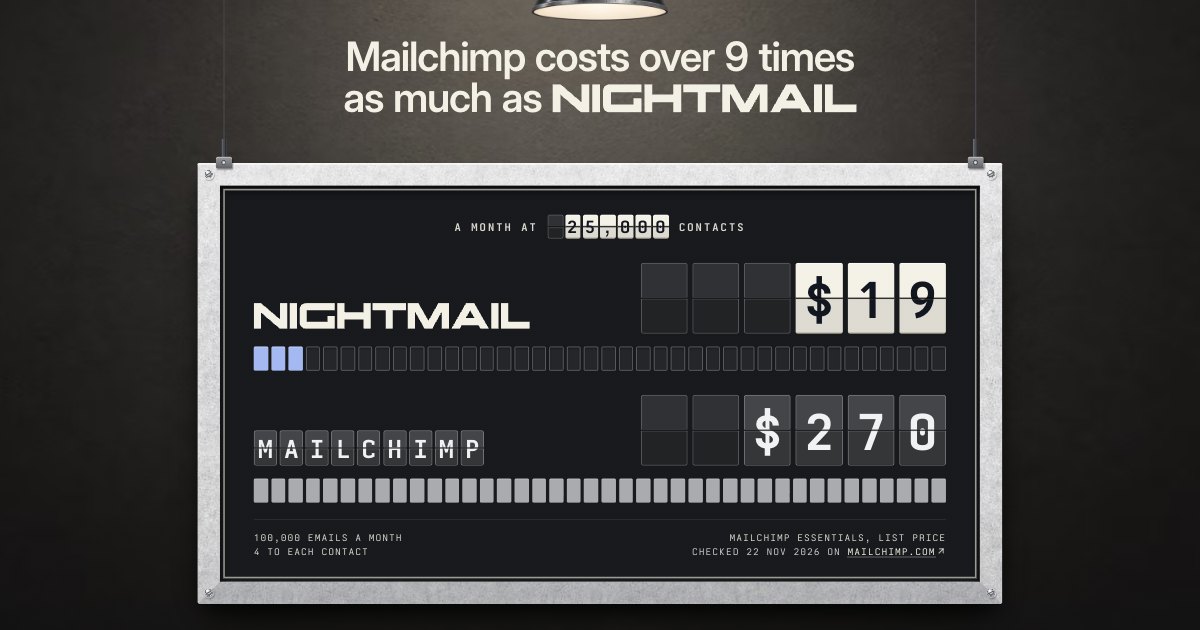 Mailchimp costs over 9 times
as much as NIGHTMAIL
A MONTH AT 25,000 CONTACTS
NIGHTMAIL $19
MAILCHIMP $270
100,000 EMAILS A MONTH
4 TO EACH CONTACT
MAILCHIMP ESSENTIALS, LIST PRICE
CHECKED 22 NOV 2026 ON MAILCHIMP.COM↗